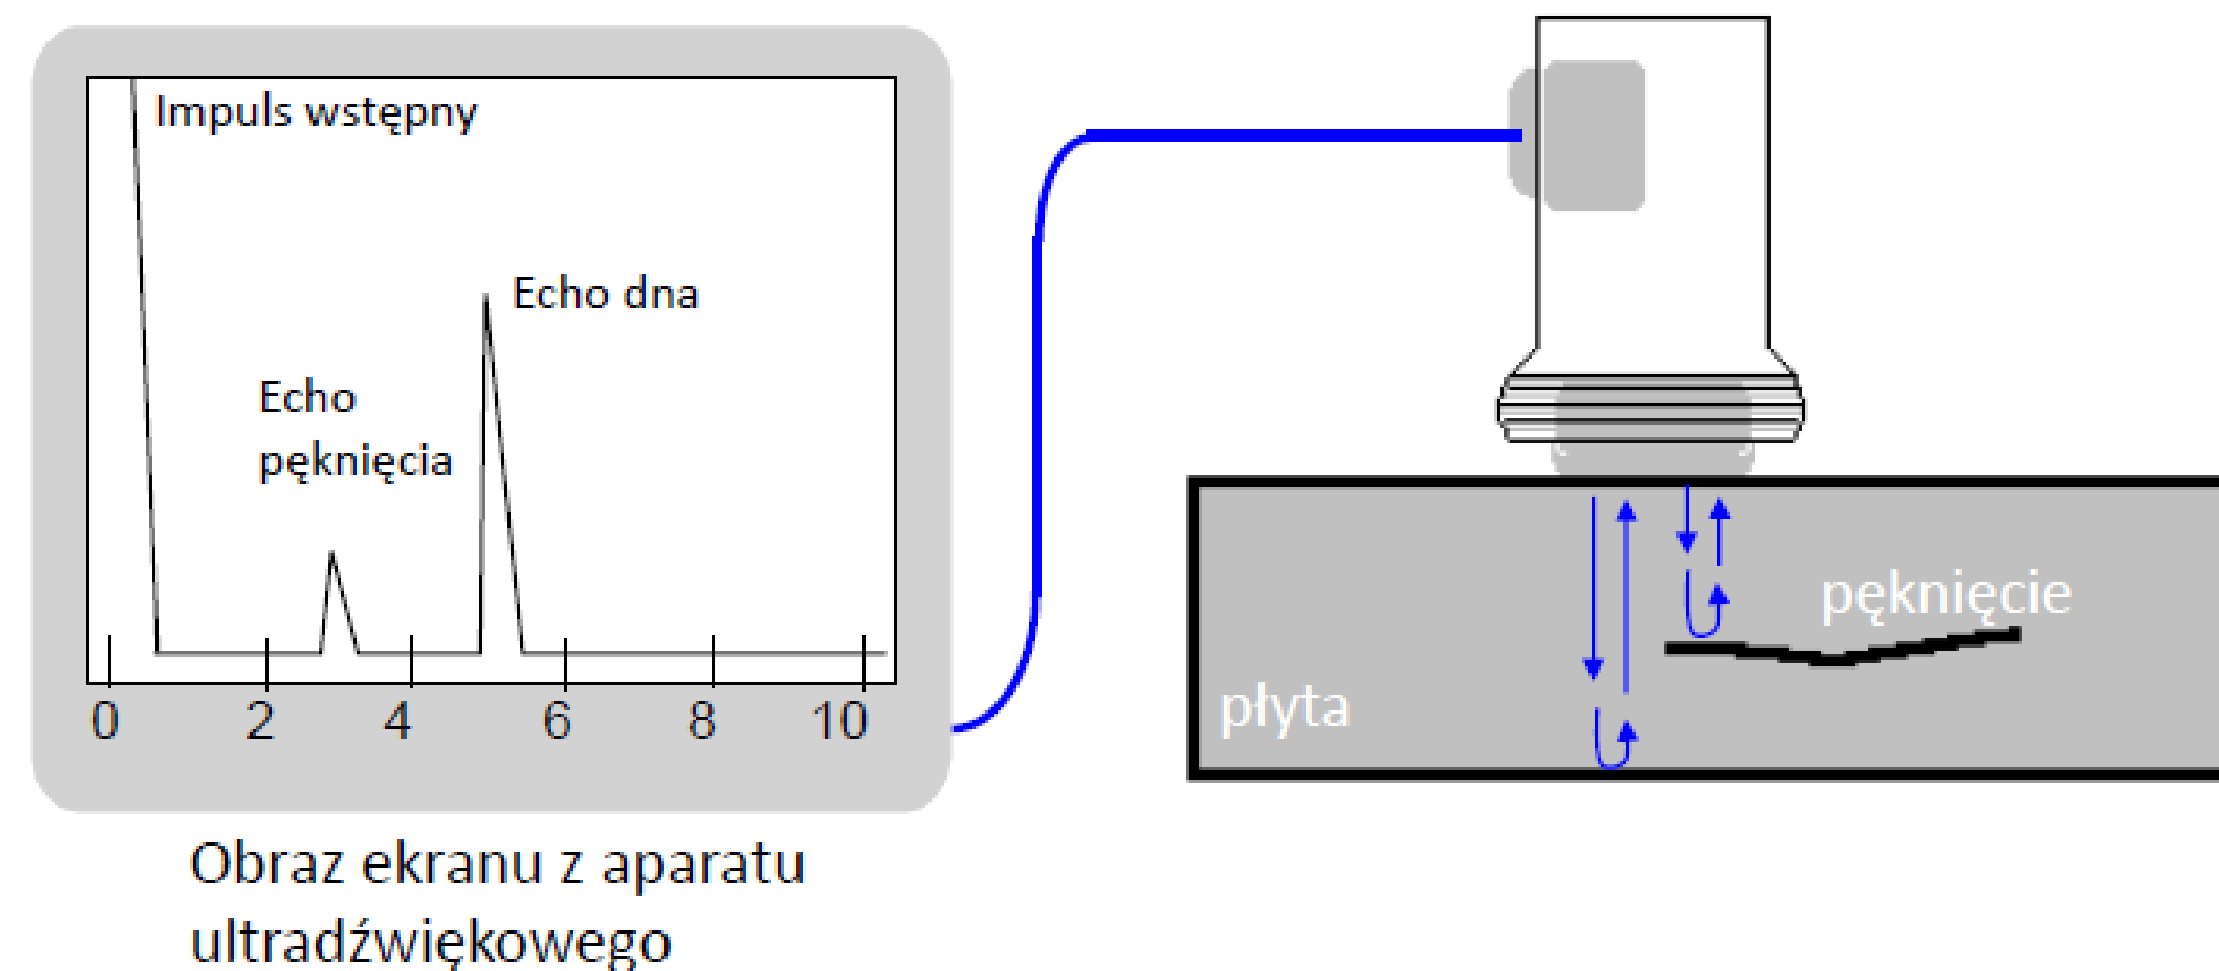 Impuls wstępny
Echo dna
Echo
pęknięcia
0 2 4 6 8 10
Obraz ekranu z aparatu
ultradźwiękowego
pęknięcie
płyta